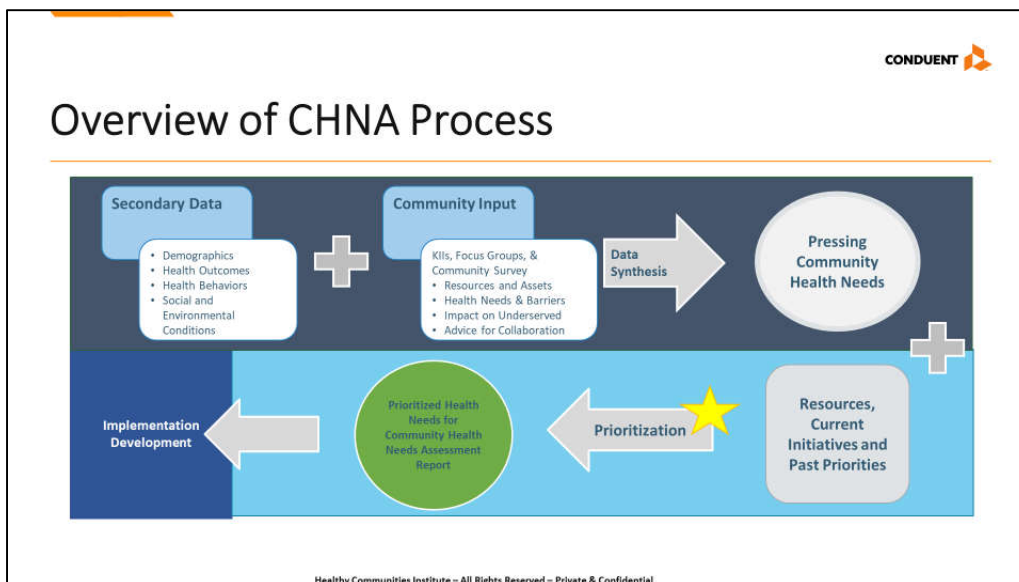 CONDUENT
Overview of CHNA Process
Secondary Data
• Demographics
• Health Outcomes
• Health Behaviors
• Social and
Environmental
Conditions
Community Input
KIIs, Focus Groups, &
Community Survey
• Resources and Assets
• Health Needs & Barriers
• Impact on Underserved
• Advice for Collaboration
Data
Synthesis
Pressing
Community
Health Needs
Resources,
Current
Initiatives and
Past Priorities
Prioritization
Prioritized Health
Needs for
Community Health
Needs Assessment
Report
Implementation
Development
Healthy Communities Institute – All Rights Reserved – Private & Confidential